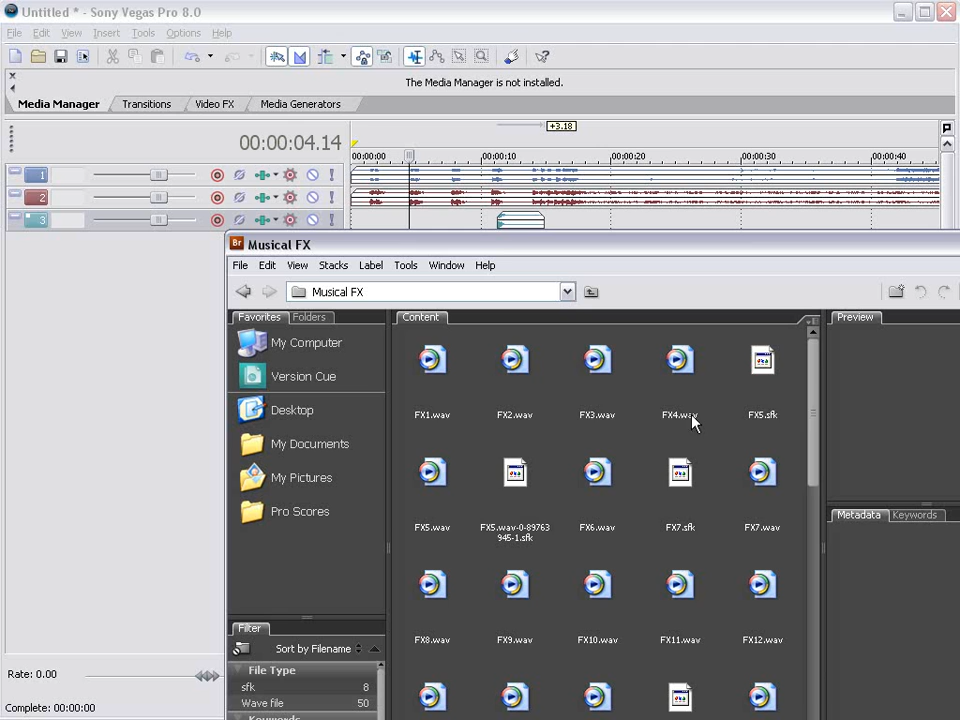 Untitled * - Sony Vegas Pro 8.0
File Edit View Insert Tools Options Help
The Media Manager is not installed.
Media Manager Transitions Video FX Media Generators
+3.18
00:00:04.14
00:00:00 00:00:10 00:00:20 00:00:30 00:00:40
1
2
3
Br Musical FX
File Edit View Stacks Label Tools Window Help
Musical FX
Favorites Folders
Content
Preview
My Computer
Version Cue
Desktop
My Documents
My Pictures
Pro Scores
FX1.wav FX2.wav FX3.wav FX4.wav FX5.sfk
FX5.wav FX5.wav-0-89763945-1.sfk FX6.wav FX7.sfk FX7.wav
Metadata Keywords
FX8.wav FX9.wav FX10.wav FX11.wav FX12.wav
Filter
Sort by Filename
File Type
sfk 8
Wave file 50
Keywords
Rate: 0.00
Complete: 00:00:00